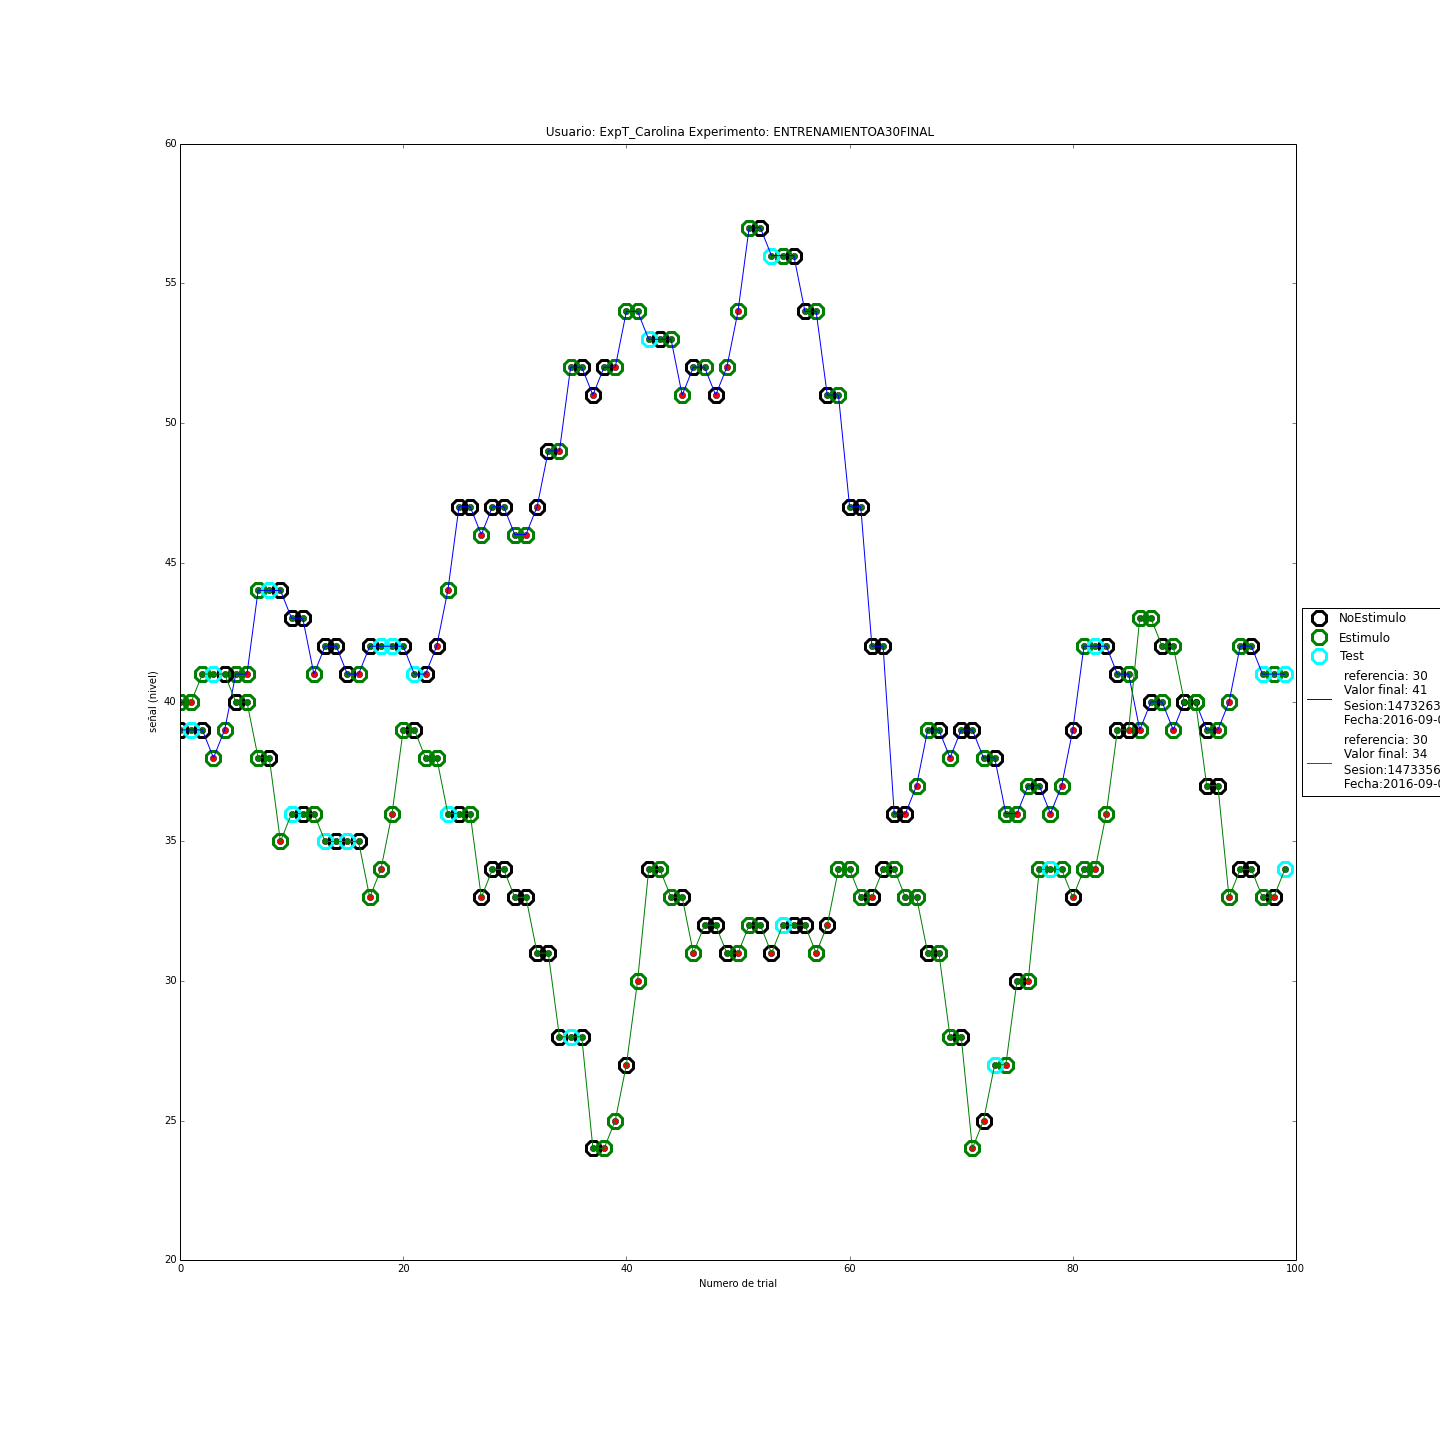 Usuario: ExpT_Carolina Experimento: ENTRENAMIENTOA30FINAL
60
55
50
45
40
35
30
25
20
señal (nivel)
0
20
40
60
80
100
Numero de trial
NoEstimulo
Estimulo
Test
referencia: 30
Valor final: 41
Sesion:1473263
Fecha:2016-09-0
referencia: 30
Valor final: 34
Sesion:1473356
Fecha:2016-09-0